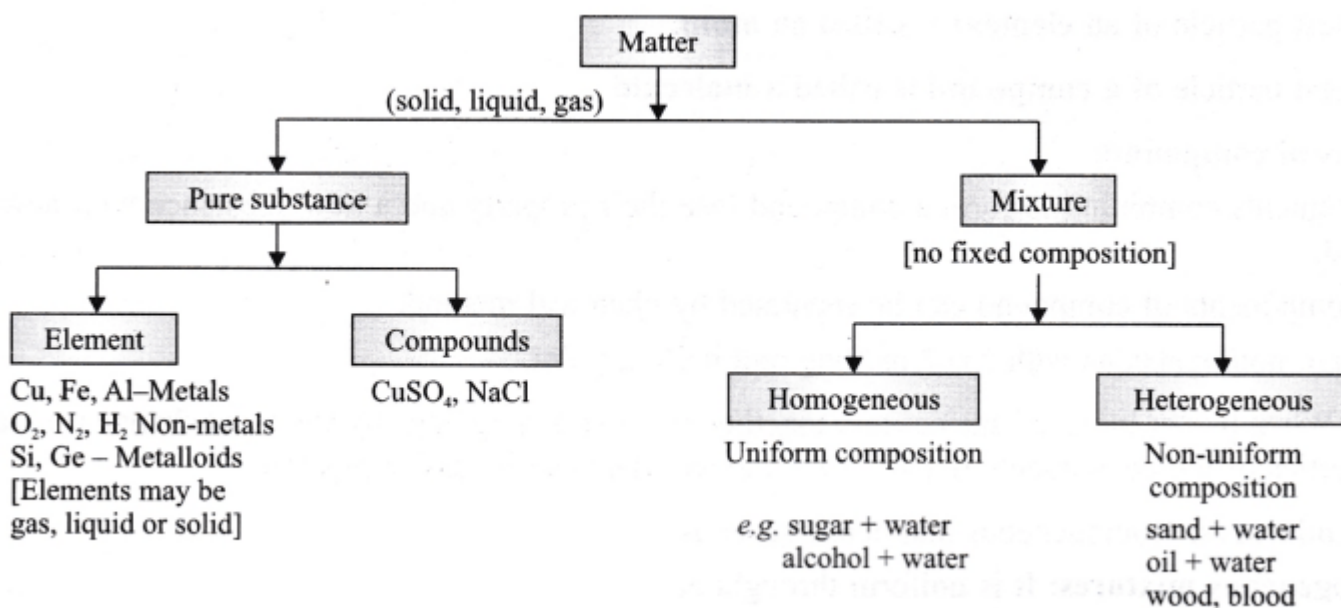 Matter
(solid, liquid, gas)
Pure substance
Mixture
[no fixed composition]
Element
Compounds
Cu, Fe, Al–Metals
O₂, N₂, H₂ Non-metals
Si, Ge – Metalloids
[Elements may be
gas, liquid or solid]
CuSO₄, NaCl
Homogeneous
Uniform composition
e.g. sugar + water
alcohol + water
Heterogeneous
Non-uniform
composition
sand + water
oil + water
wood, blood